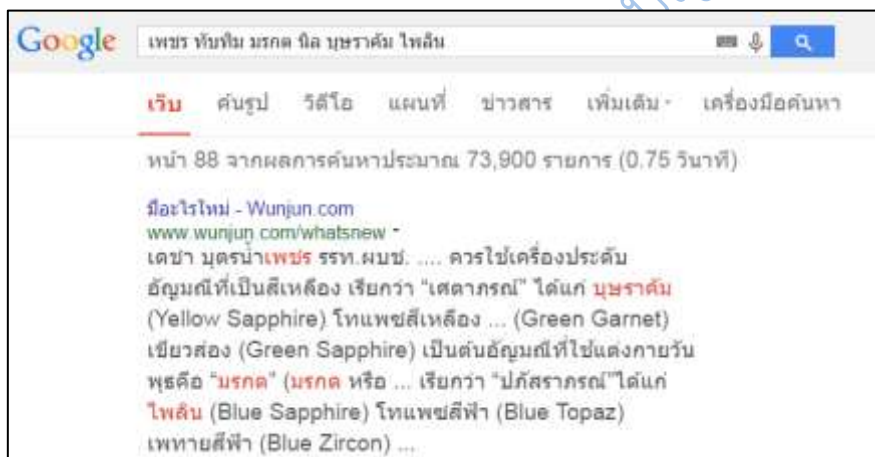 Google เพชร ทับทิม มรกต นิล บุษราคัม ไพลิน
เว็บ ค้นรูป วิดีโอ แผนที่ ข่าวสาร เพิ่มเติม เครื่องมือค้นหา
หน้า 88 จากผลการค้นหาประมาณ 73,900 รายการ (0.75 วินาที)
มีอะไรใหม่ - Wunjun.com
www.wunjun.com/whatsnew
เดชา บุตรน้ำเพชร รรท.ผบช. .... ควรใช้เครื่องประดับ
อัญมณีที่เป็นสีเหลือง เรียกว่า “เศตาภรณ์” ได้แก่ บุษราคัม
(Yellow Sapphire) โทแพซสีเหลือง ... (Green Garnet)
เขียวส่อง (Green Sapphire) เป็นต้นอัญมณีที่ใช้แต่งกายวัน
พุธคือ “มรกต” (มรกต หรือ ... เรียกว่า “ปภัสราภรณ์”ได้แก่
ไพลิน (Blue Sapphire) โทแพซสีฟ้า (Blue Topaz)
เพทายสีฟ้า (Blue Zircon) ...